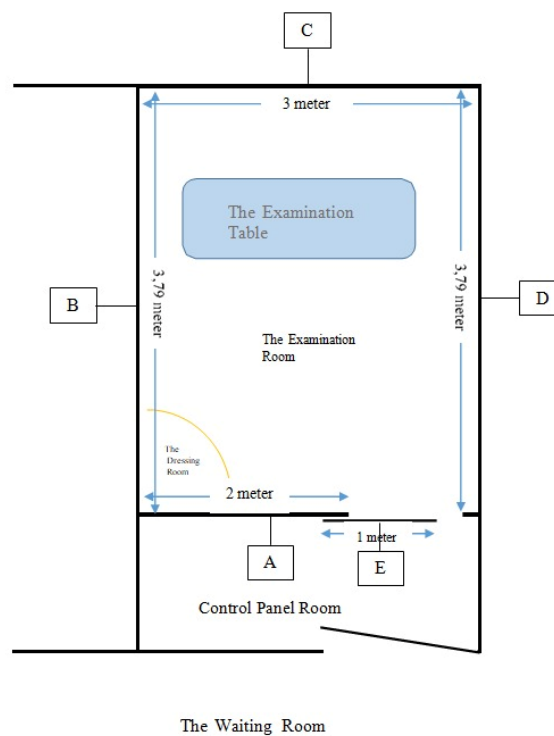 C
3 meter
The Examination
Table
3,79 meter
3,79 meter
B
D
The Examination
Room
The
Dressing
Room
2 meter
1 meter
A
E
Control Panel Room
The Waiting Room